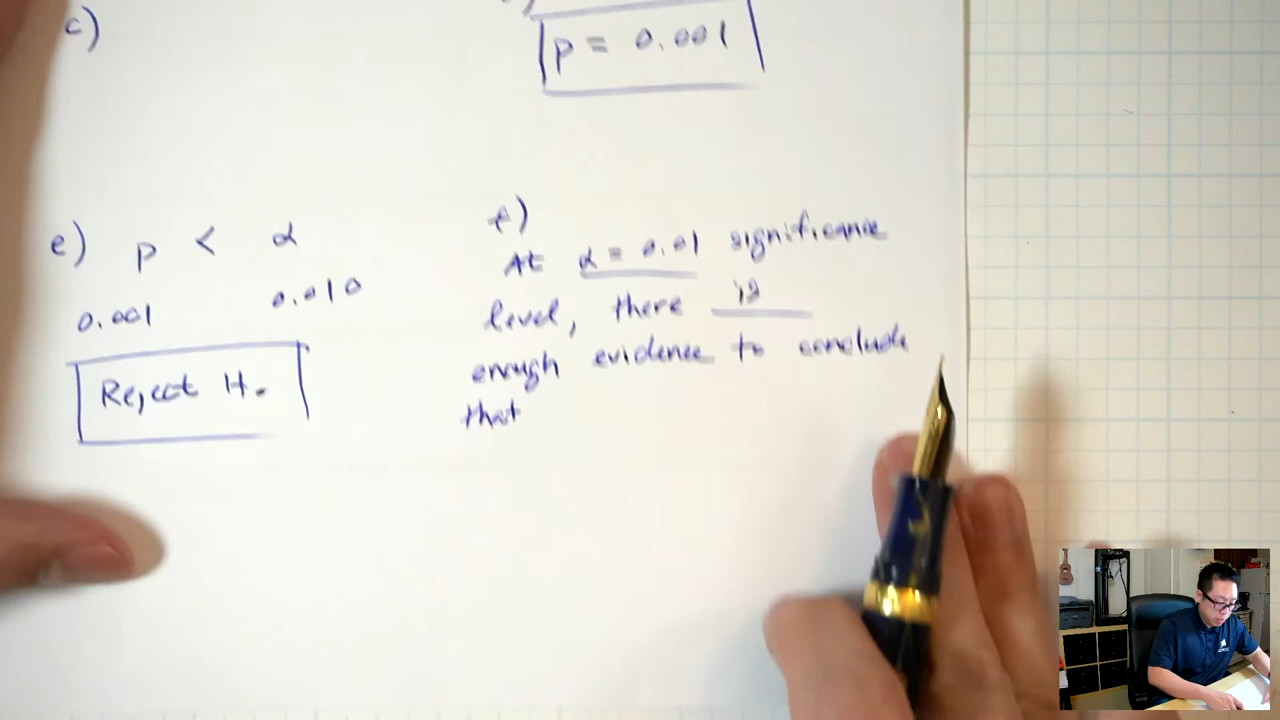 c)
p = 0.001
e) p < α
0.001 0.010
Reject H0
f)
At α = 0.01 significance
level, there is
enough evidence to conclude
that